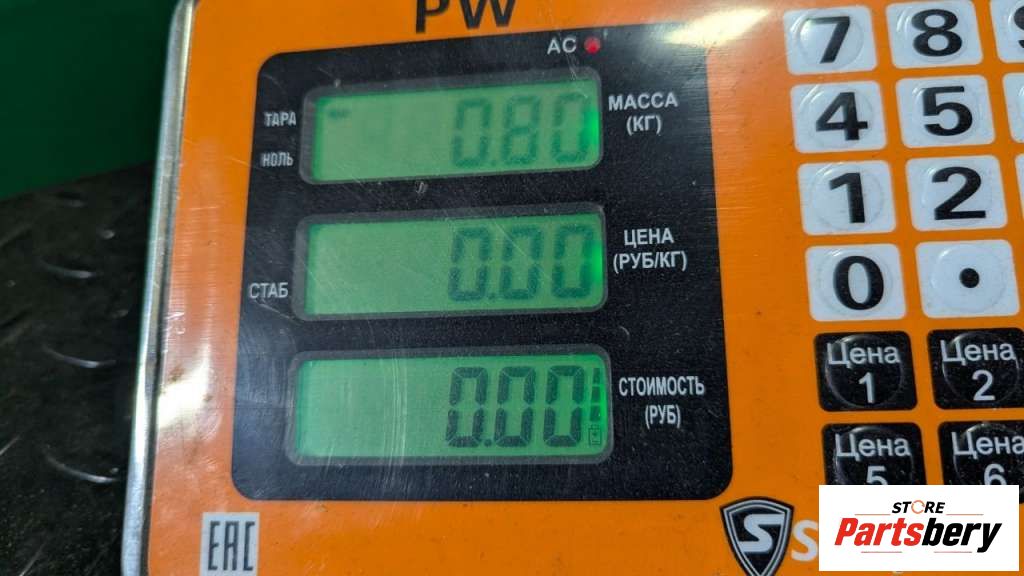 PW
AC
ТАРА
НОЛЬ
0.80
МАССА
(КГ)
СТАБ
0.00
ЦЕНА
(РУБ/КГ)
0.00
СТОИМОСТЬ
(РУБ)
7 8
4 5
1 2
0 .
Цена
1
Цена
2
Цена
5
Цена
6
EAC
S
STORE
Partsbery